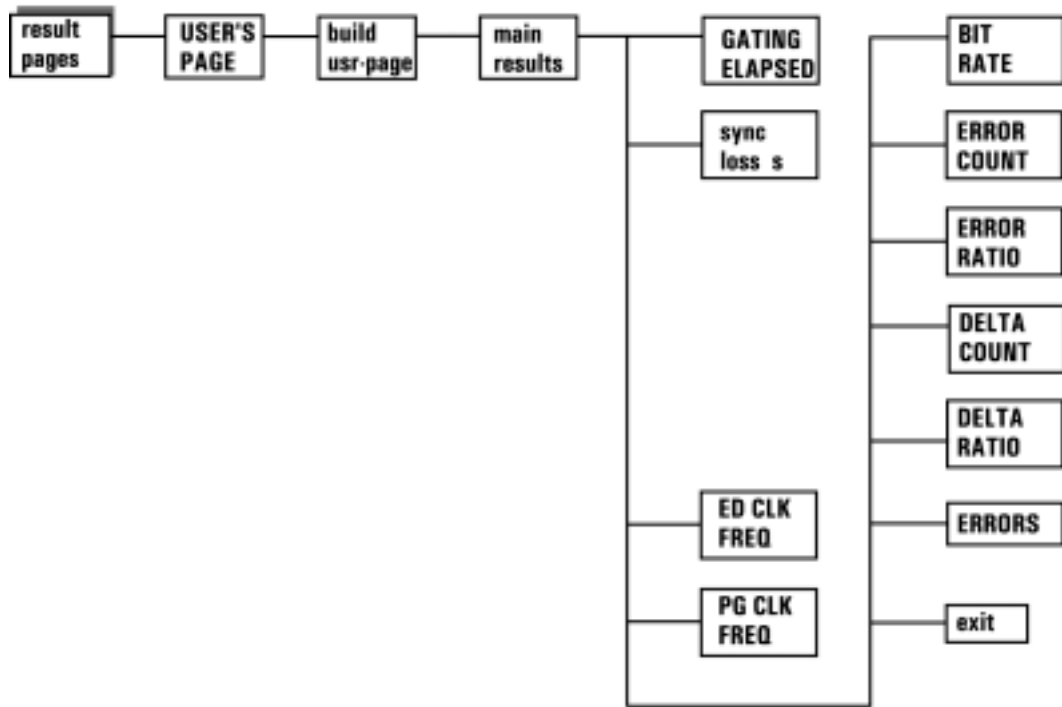 result
pages
USER'S
PAGE
build
usr-page
main
results
GATING
ELAPSED
sync
loss s
ED CLK
FREQ
PG CLK
FREQ
BIT
RATE
ERROR
COUNT
ERROR
RATIO
DELTA
COUNT
DELTA
RATIO
ERRORS
exit